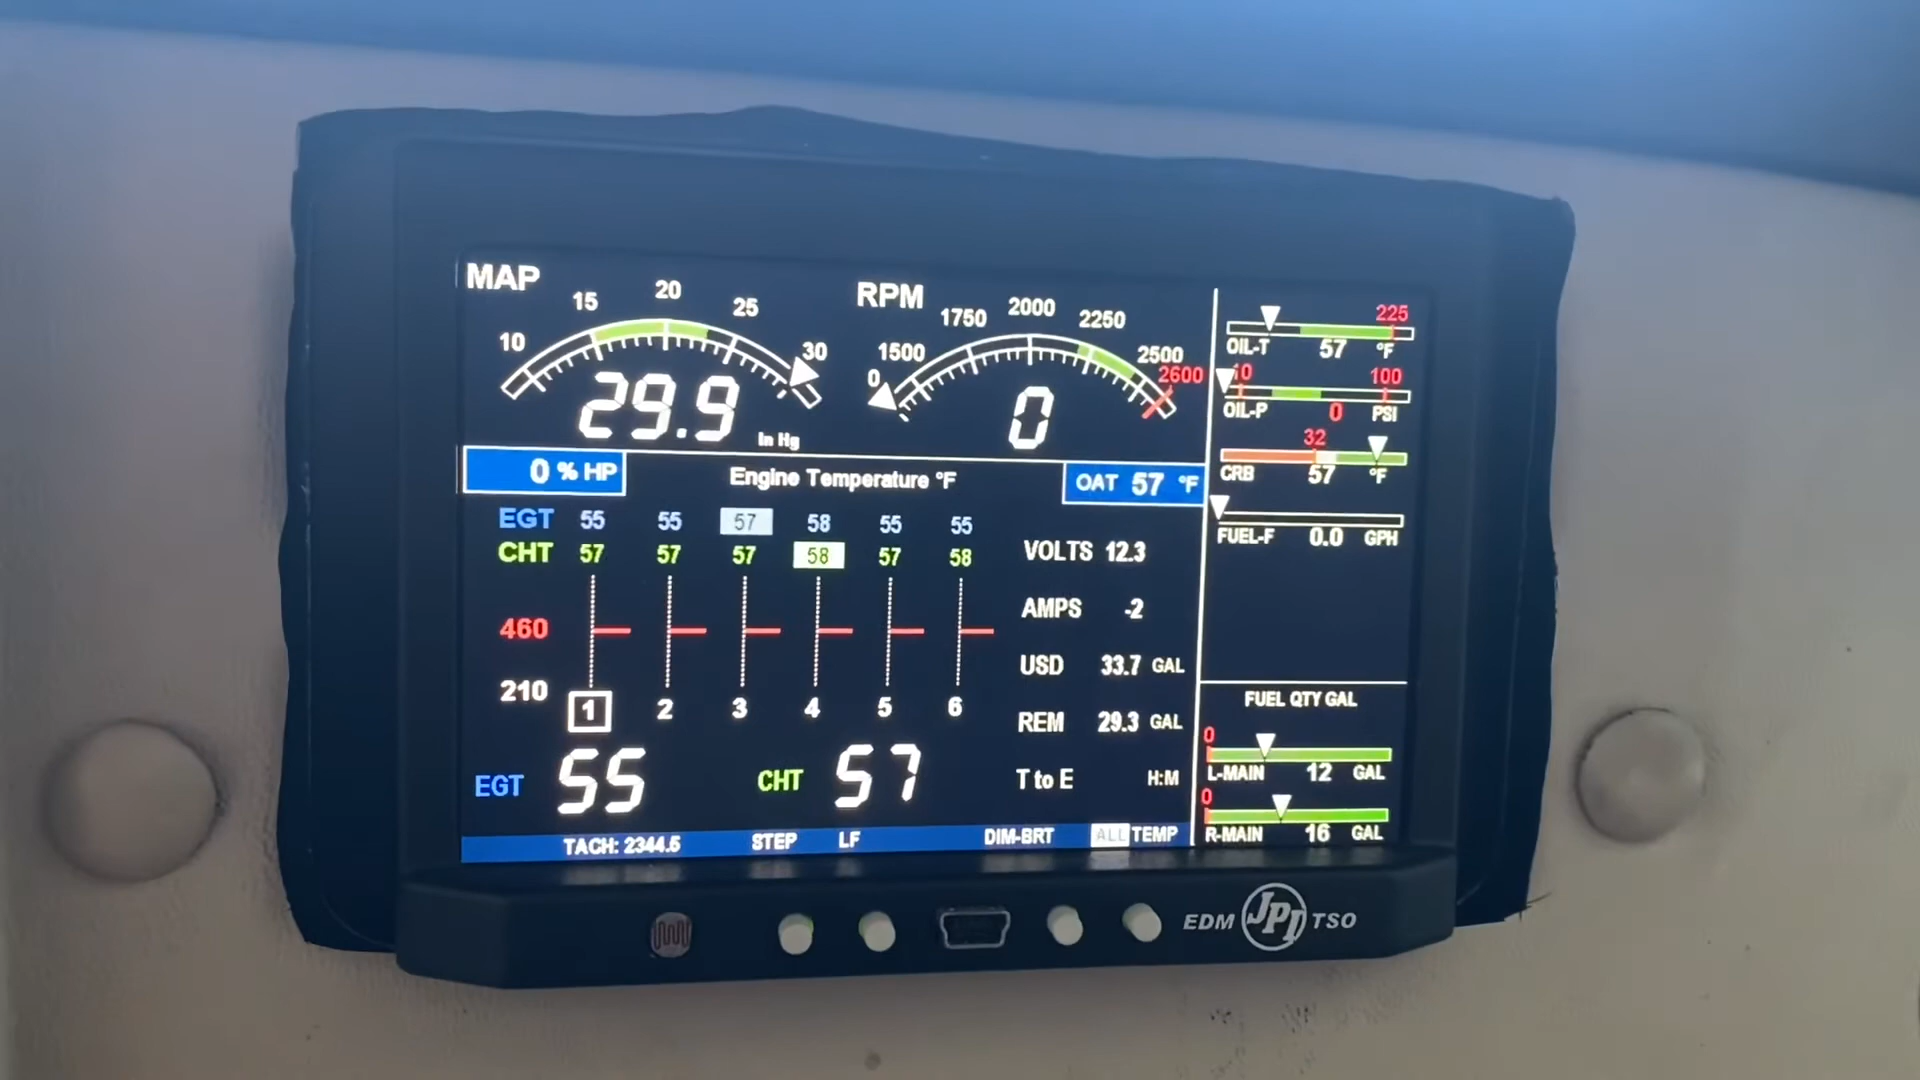 MAP
10 15 20 25 30
29.9
In Hg
RPM
0 1500 1750 2000 2250 2500 2600
0
0 % HP
Engine Temperature °F
OAT 57 °F
EGT 55 55 57 58 55 55
CHT 57 57 57 58 57 58
460
210
1 2 3 4 5 6
EGT 55 CHT 57
VOLTS 12.3
AMPS -2
USD 33.7 GAL
REM 29.3 GAL
T to E H:M
TACH: 2344.5 STEP LF DIM-BRT ALL TEMP
225
OIL-T 57 °F
10 100
OIL-P 0 PSI
32
CRB 57 °F
FUEL-F 0.0 GPH
FUEL QTY GAL
0
L-MAIN 12 GAL
0
R-MAIN 16 GAL
EDM JPI TSO